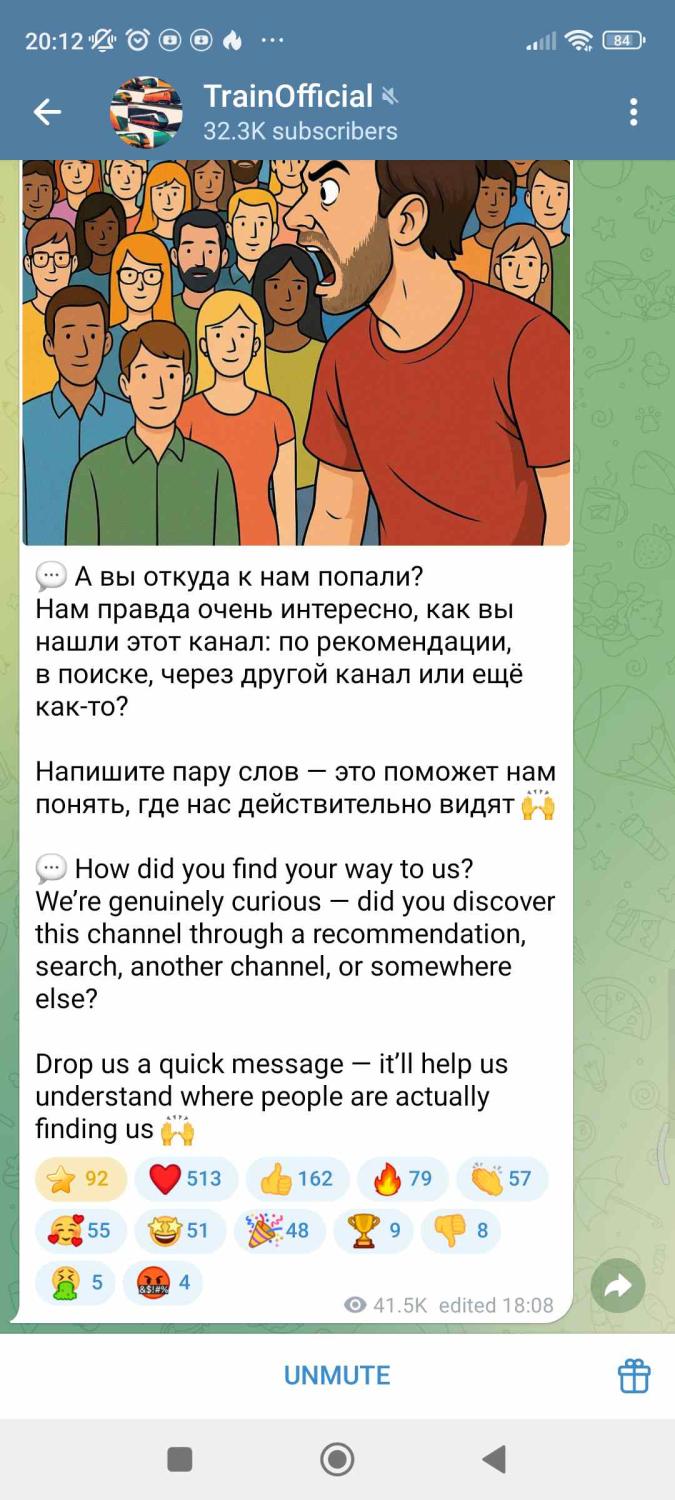 20:12
84
TrainOfficial
32.3K subscribers
💬 А вы откуда к нам попали?
Нам правда очень интересно, как вы
нашли этот канал: по рекомендации,
в поиске, через другой канал или ещё
как-то?
Напишите пару слов — это поможет нам
понять, где нас действительно видят 🙌
💬 How did you find your way to us?
We’re genuinely curious — did you discover
this channel through a recommendation,
search, another channel, or somewhere
else?
Drop us a quick message — it’ll help us
understand where people are actually
finding us 🙌
⭐ 92 ❤️ 513 👍 162 🔥 79 👏 57
🥰 55 🤩 51 🎉 48 🏆 9 👎 8
🤮 5 🤬 4
41.5K edited 18:08
UNMUTE